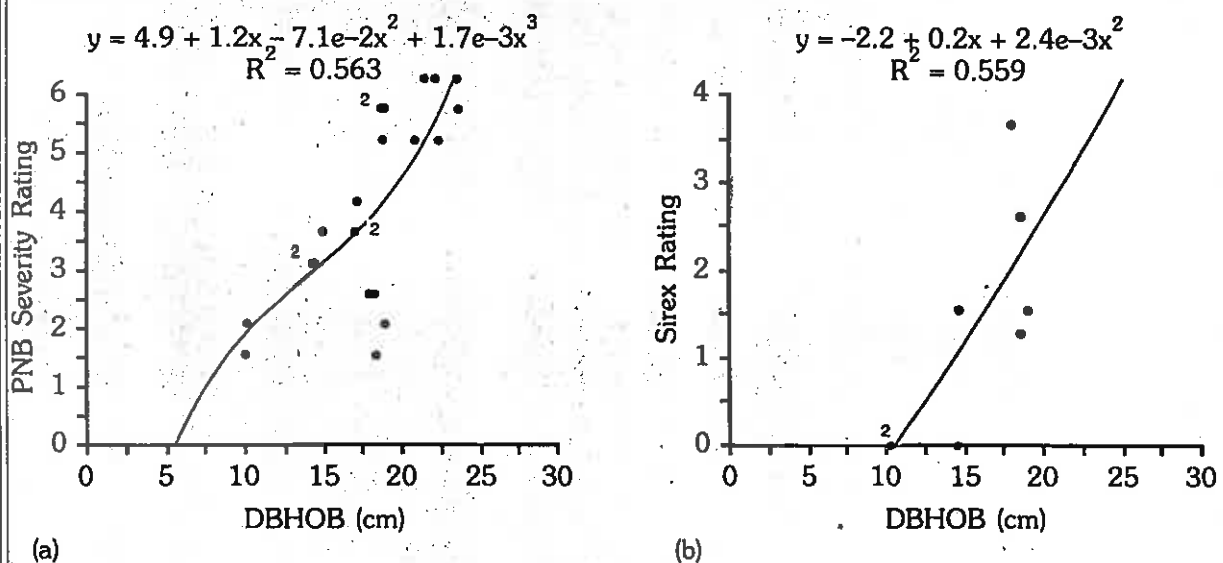 y = 4.9 + 1.2x - 7.1e-2x² + 1.7e-3x³
R² = 0.563
PNB Severity Rating
6
5
4
3
2
1
0
2
2
2
0 5 10 15 20 25 30
DBHOB (cm)
(a)
y = -2.2 + 0.2x + 2.4e-3x²
R² = 0.559
Sirex Rating
4
3
2
1
0
2
0 5 10 15 20 25 30
DBHOB (cm)
(b)